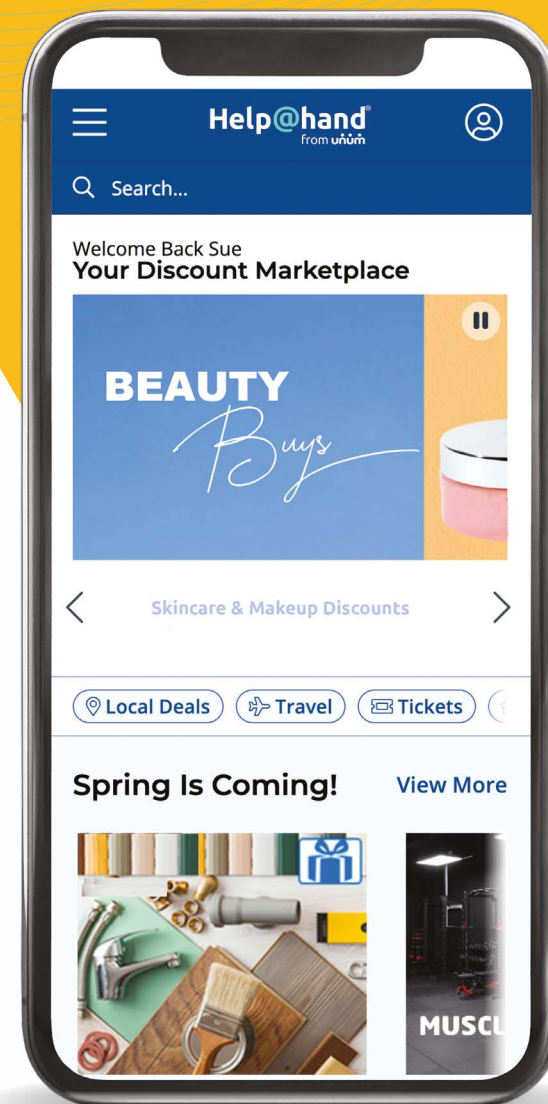 Help@hand®
from unum
Search...
Welcome Back Sue
Your Discount Marketplace
BEAUTY
Buys
Skincare & Makeup Discounts
Local Deals
Travel
Tickets
Spring Is Coming!
View More